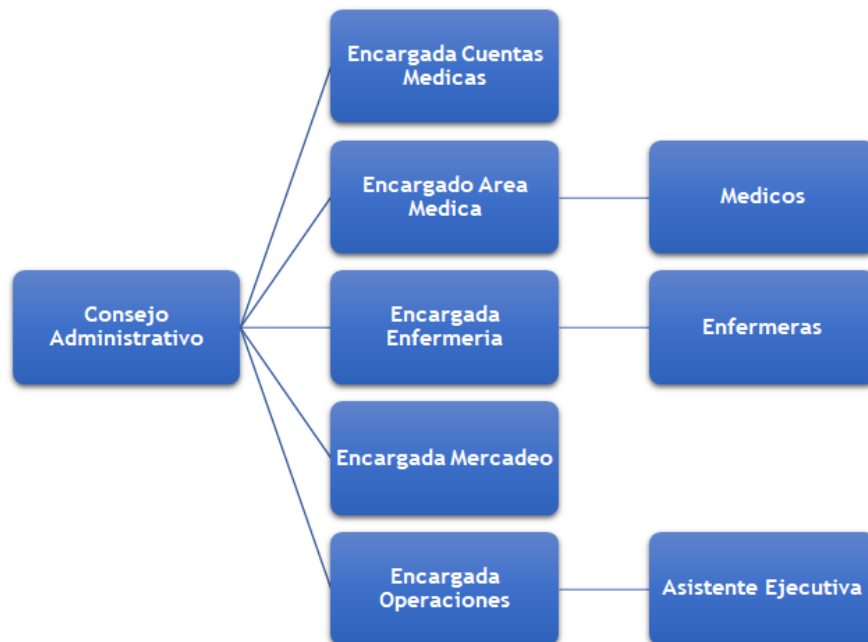 Encargada Cuentas
Medicas
Encargado Area
Medica
Medicos
Consejo
Administrativo
Encargada
Enfermeria
Enfermeras
Encargada Mercadeo
Encargada
Operaciones
Asistente Ejecutiva